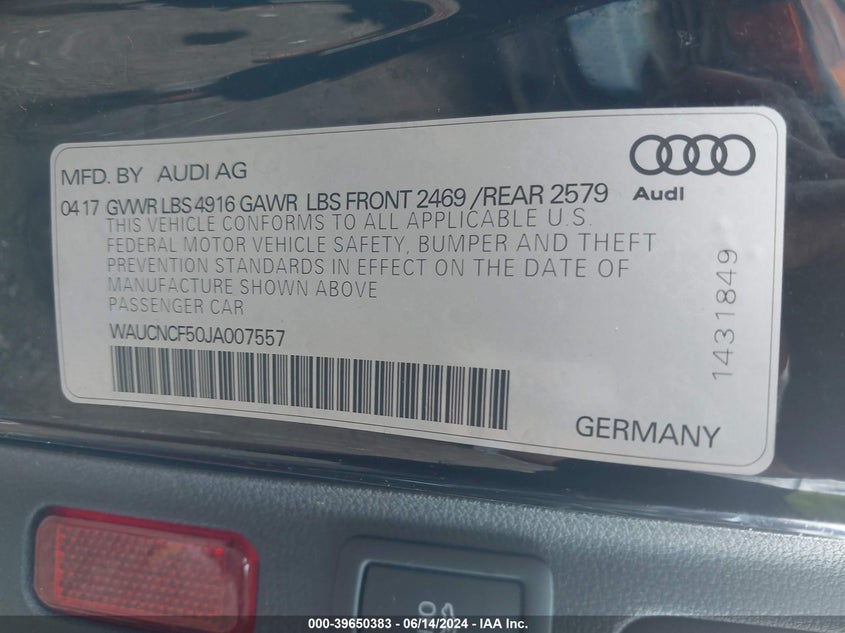 MFD. BY AUDI AG
Audi
04 17 GVWR LBS 4916 GAWR LBS FRONT 2469 /REAR 2579
THIS VEHICLE CONFORMS TO ALL APPLICABLE U.S.
FEDERAL MOTOR VEHICLE SAFETY, BUMPER AND THEFT
PREVENTION STANDARDS IN EFFECT ON THE DATE OF
MANUFACTURE SHOWN ABOVE
PASSENGER CAR
WAUCNCF50JA007557
1431849
GERMANY
000-39650383 - 06/14/2024 - IAA Inc.